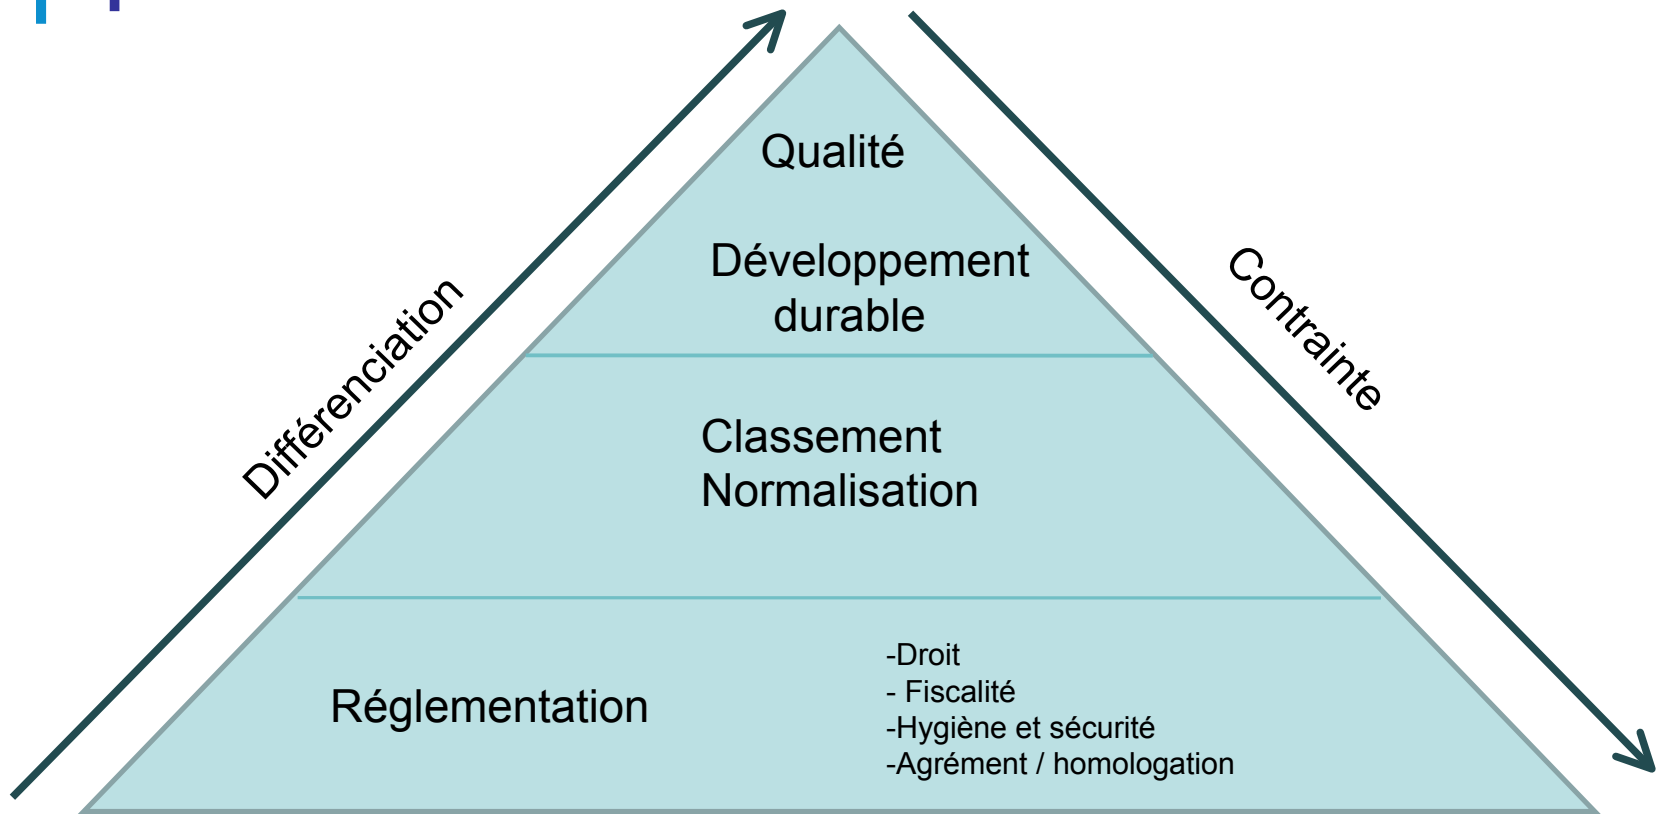 Qualité
Développement
durable
Différenciation
Contrainte
Classement
Normalisation
Réglementation
-Droit
- Fiscalité
-Hygiène et sécurité
-Agrément / homologation